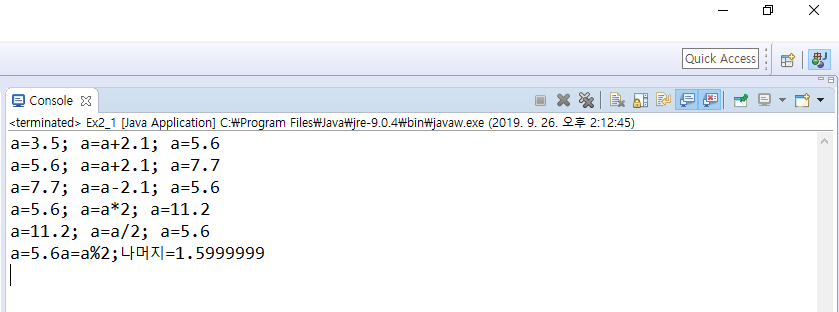 Quick Access
Console
<terminated> Ex2_1 [Java Application] C:₩Program Files₩Java₩jre-9.0.4₩bin₩javaw.exe (2019. 9. 26. 오후 2:12:45)
a=3.5; a=a+2.1; a=5.6
a=5.6; a=a+2.1; a=7.7
a=7.7; a=a-2.1; a=5.6
a=5.6; a=a*2; a=11.2
a=11.2; a=a/2; a=5.6
a=5.6a=a%2;나머지=1.5999999